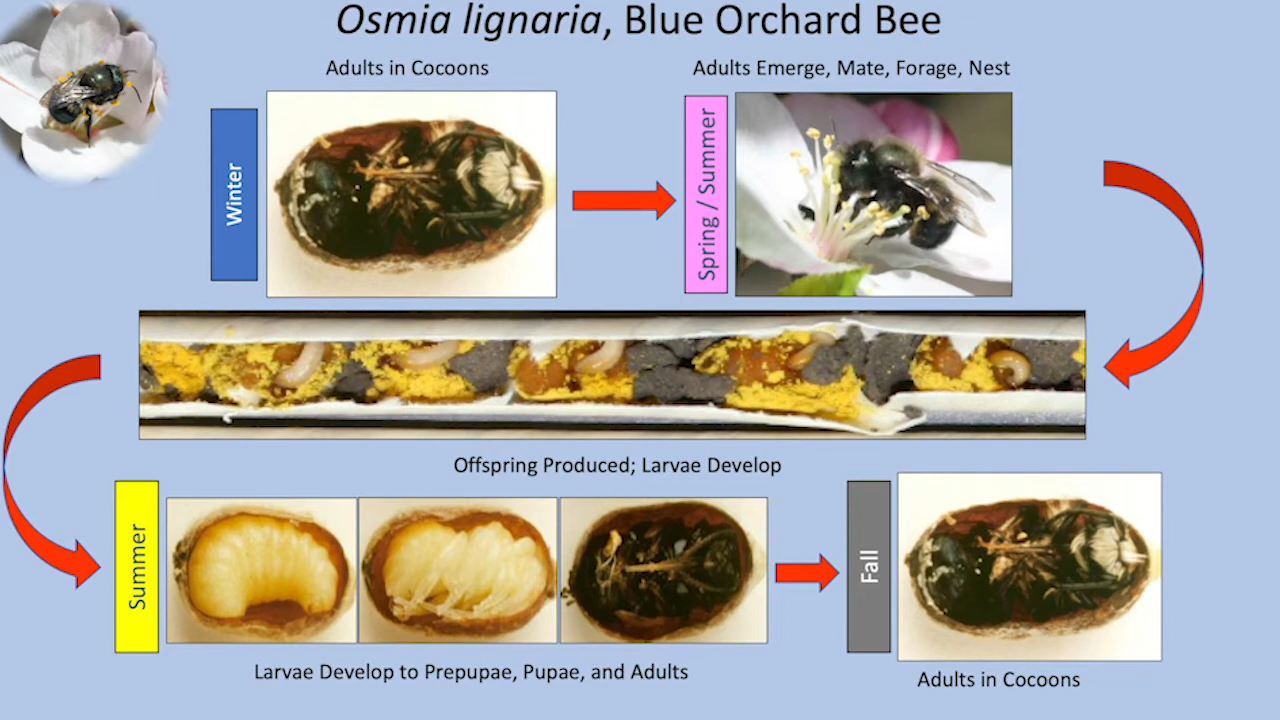 Osmia lignaria, Blue Orchard Bee
Adults in Cocoons
Adults Emerge, Mate, Forage, Nest
Winter
Spring / Summer
Offspring Produced; Larvae Develop
Summer
Fall
Larvae Develop to Prepupae, Pupae, and Adults
Adults in Cocoons